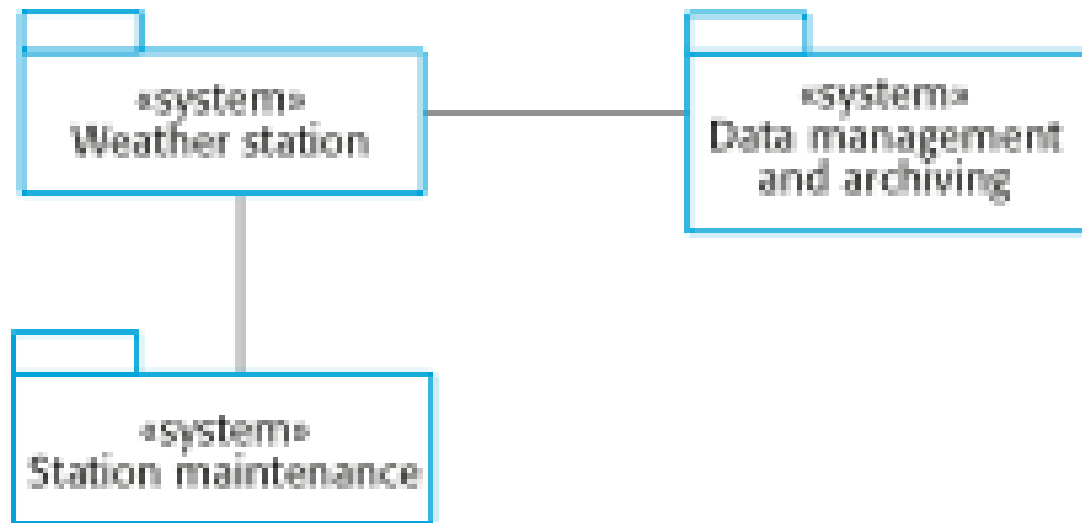 «system»
Weather station
«system»
Data management
and archiving
«system»
Station maintenance